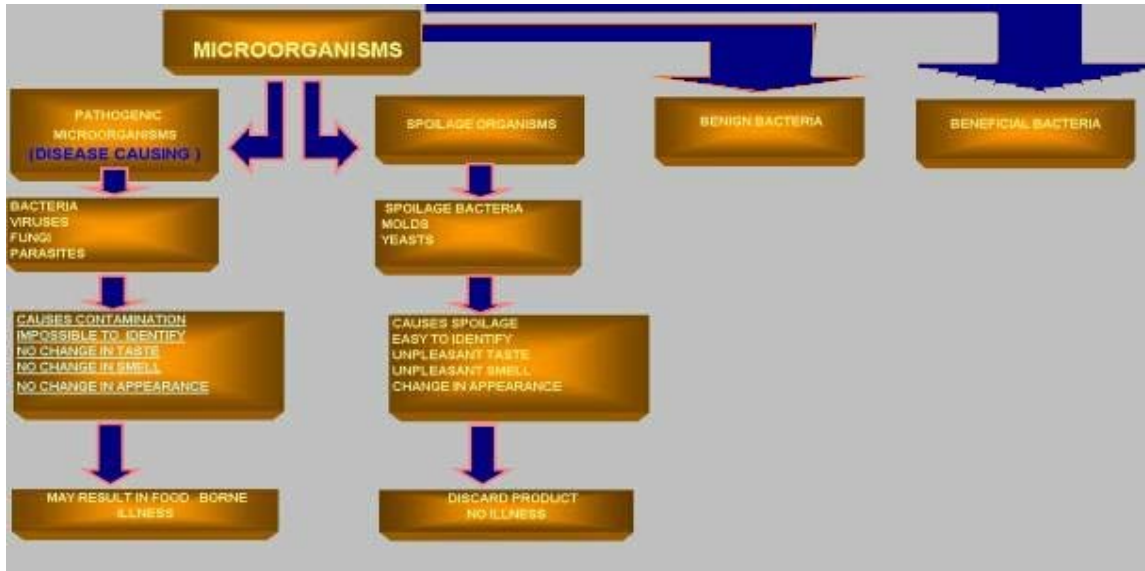 MICROORGANISMS
PATHOGENIC
MICROORGANISMS
(DISEASE CAUSING )
SPOILAGE ORGANISMS
BENIGN BACTERIA
BENEFICIAL BACTERIA
BACTERIA
VIRUSES
FUNGI
PARASITES
SPOILAGE BACTERIA
MOLDS
YEASTS
CAUSES CONTAMINATION
IMPOSSIBLE TO IDENTIFY
NO CHANGE IN TASTE
NO CHANGE IN SMELL
NO CHANGE IN APPEARANCE
CAUSES SPOILAGE
EASY TO IDENTIFY
UNPLEASANT TASTE
UNPLEASANT SMELL
CHANGE IN APPEARANCE
MAY RESULT IN FOOD BORNE
ILLNESS
DISCARD PRODUCT
NO ILLNESS